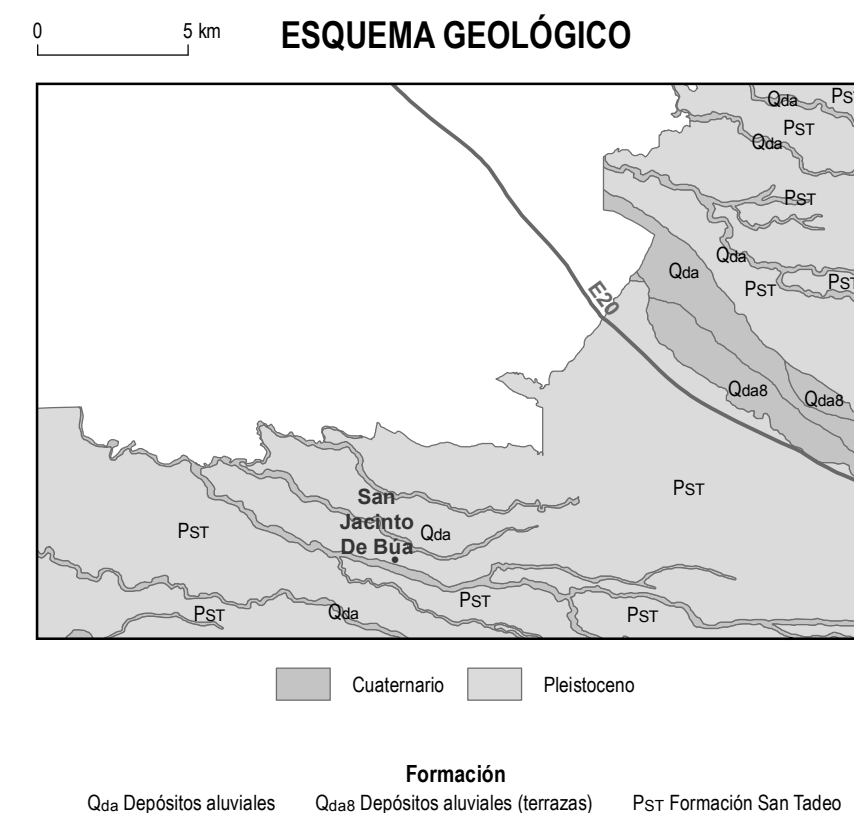 0 5 km ESQUEMA GEOLÓGICO
Qda
PS
PST
Qda
PST
Qda
Qda
PST
PST
E20
Qda8
Qda8
PST
San
Jacinto
De Búa
PST
Qda
PST
PST
Qda
PST
Cuaternario Pleistoceno
Formación
Qda Depósitos aluviales Qda8 Depósitos aluviales (terrazas) PST Formación San Tadeo